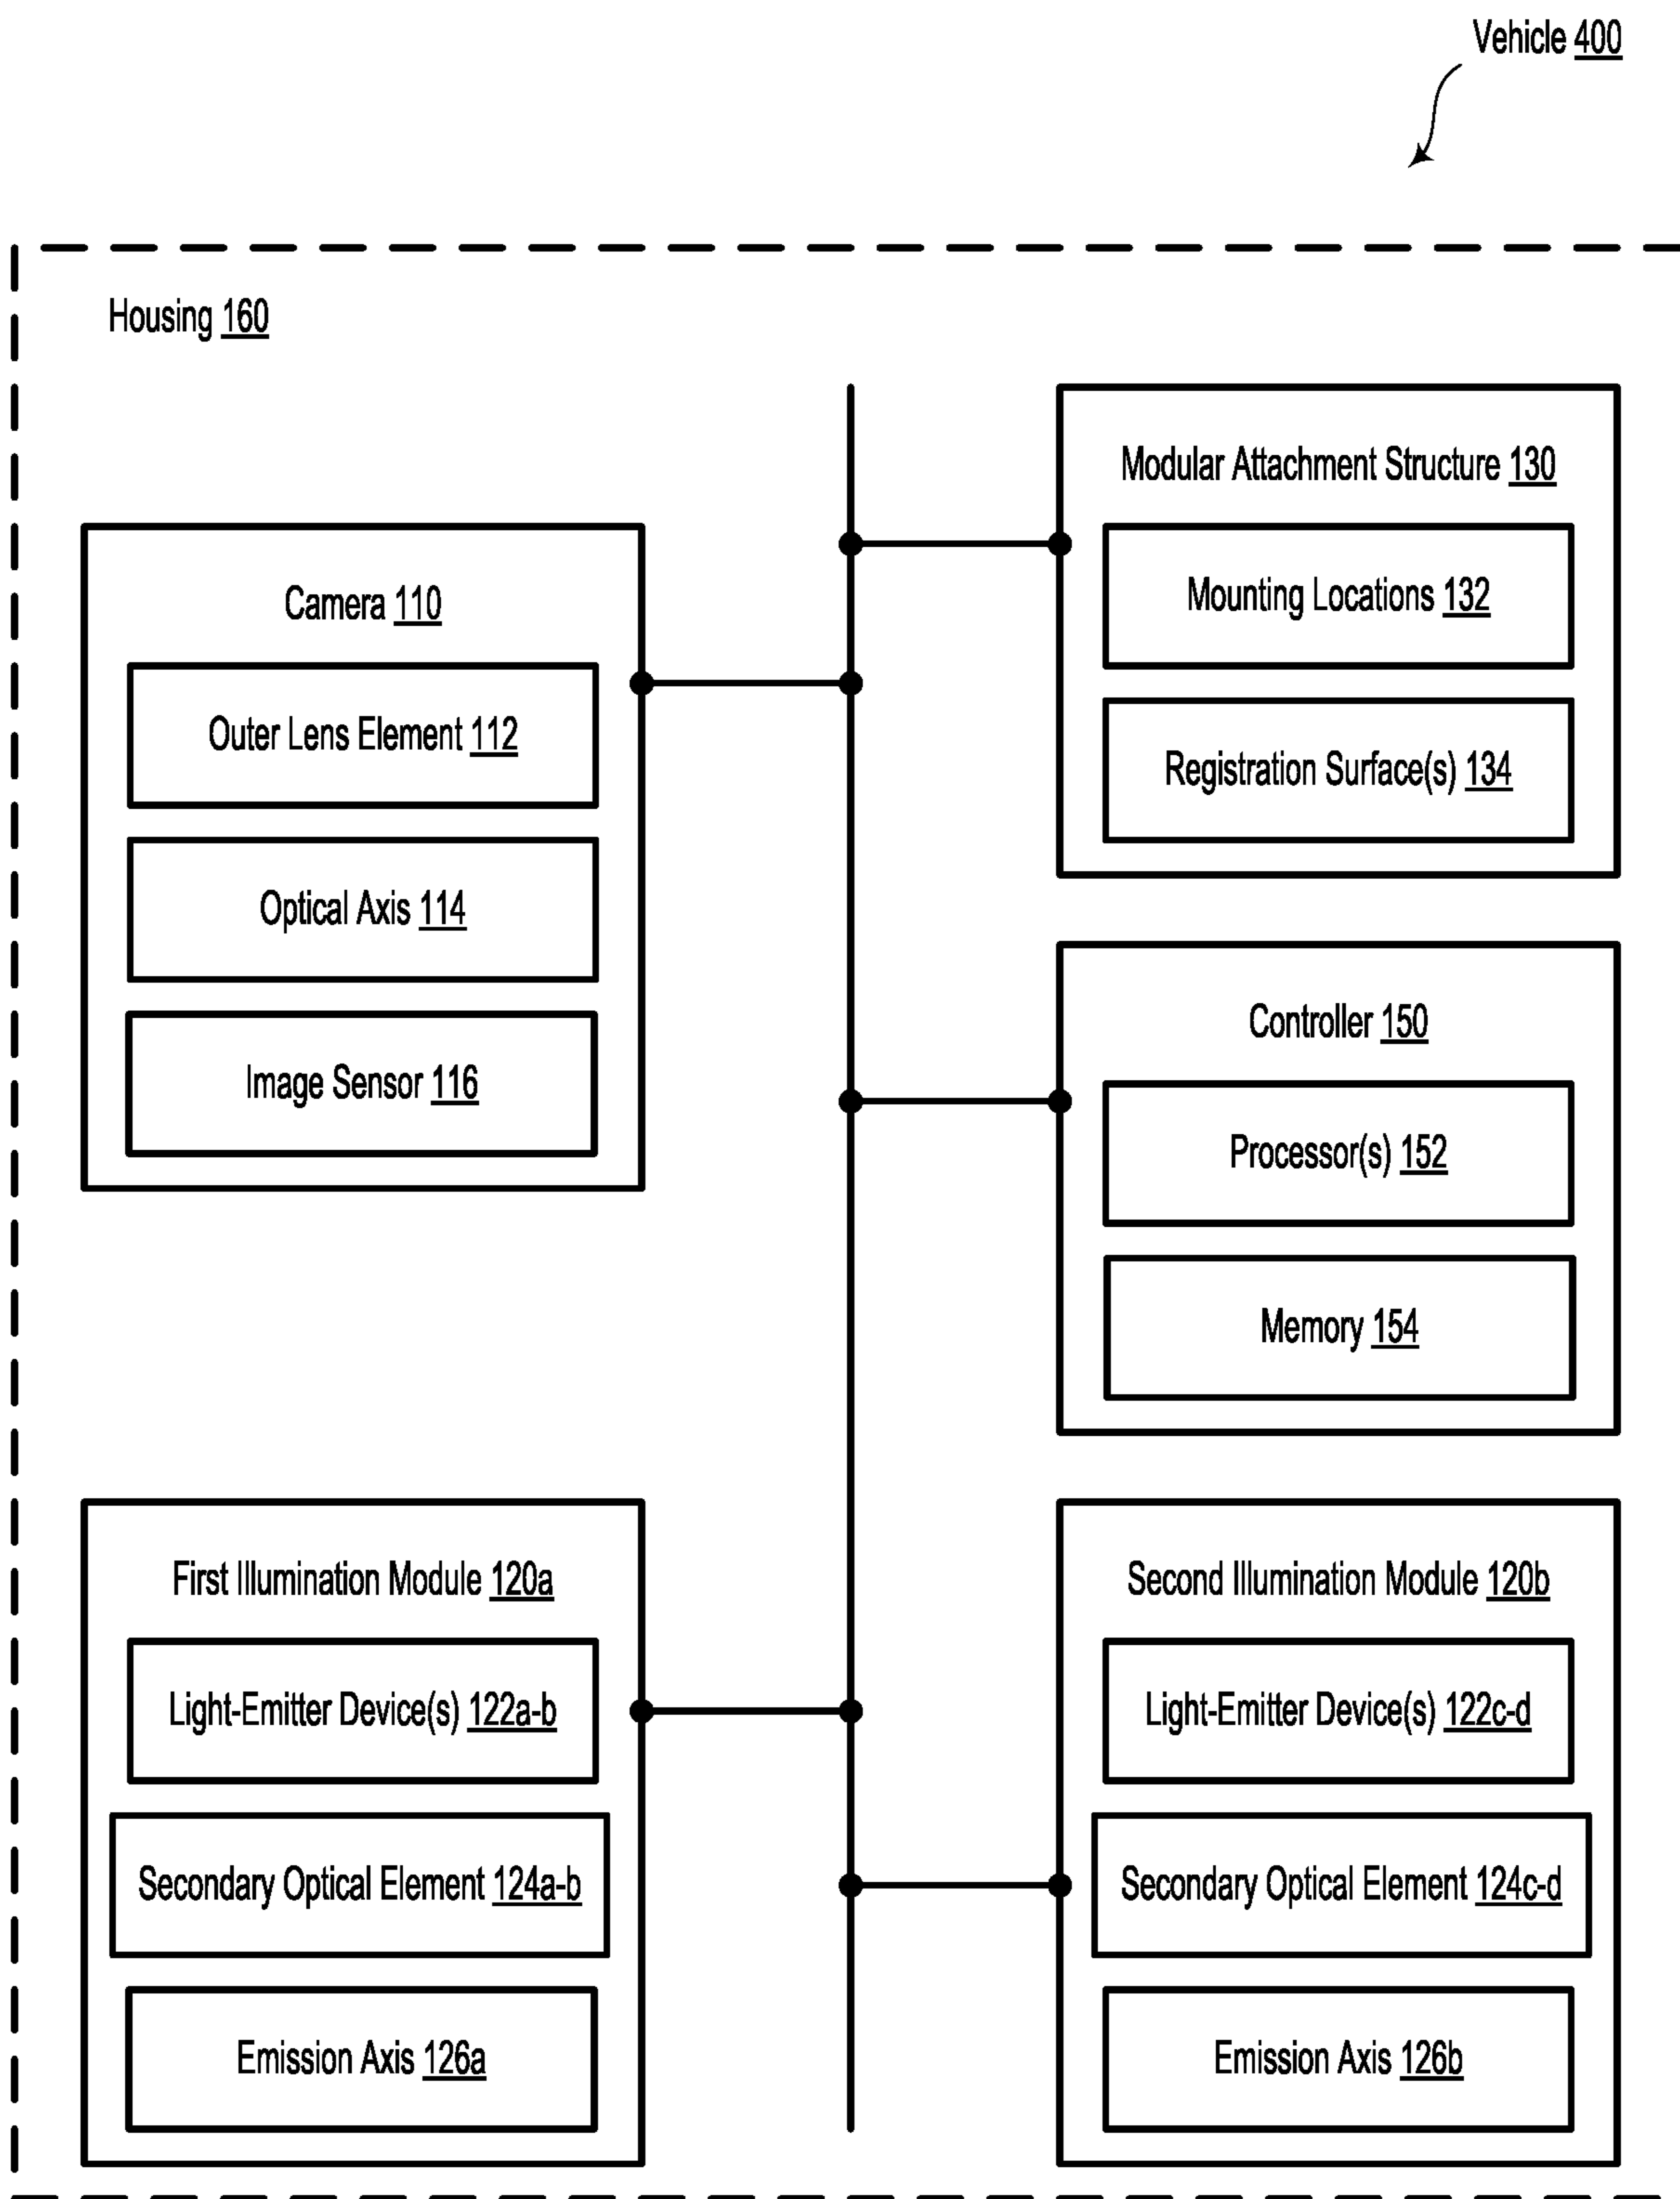 Vehicle 400
Housing 160
Camera 110
Outer Lens Element 112
Optical Axis 114
Image Sensor 116
Modular Attachment Structure 130
Mounting Locations 132
Registration Surface(s) 134
Controller 150
Processor(s) 152
Memory 154
First Illumination Module 120a
Light-Emitter Device(s) 122a-b
Secondary Optical Element 124a-b
Emission Axis 126a
Second Illumination Module 120b
Light-Emitter Device(s) 122c-d
Secondary Optical Element 124c-d
Emission Axis 126b